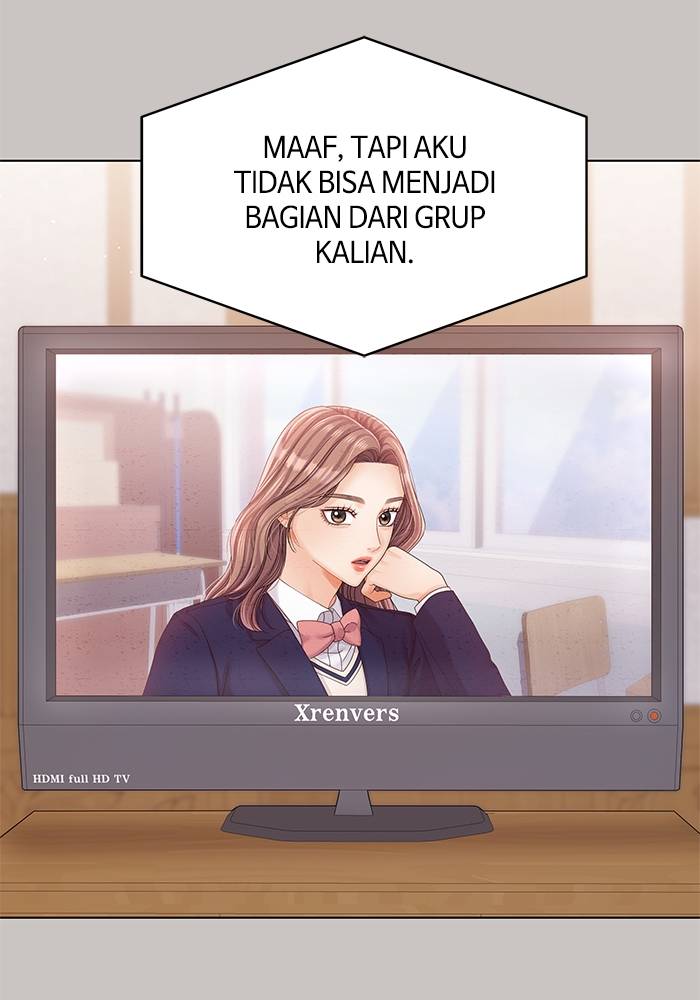 MAAF, TAPI AKU
TIDAK BISA MENJADI
BAGIAN DARI GRUP
KALIAN.
Xrenvers
HDMI full HD TV